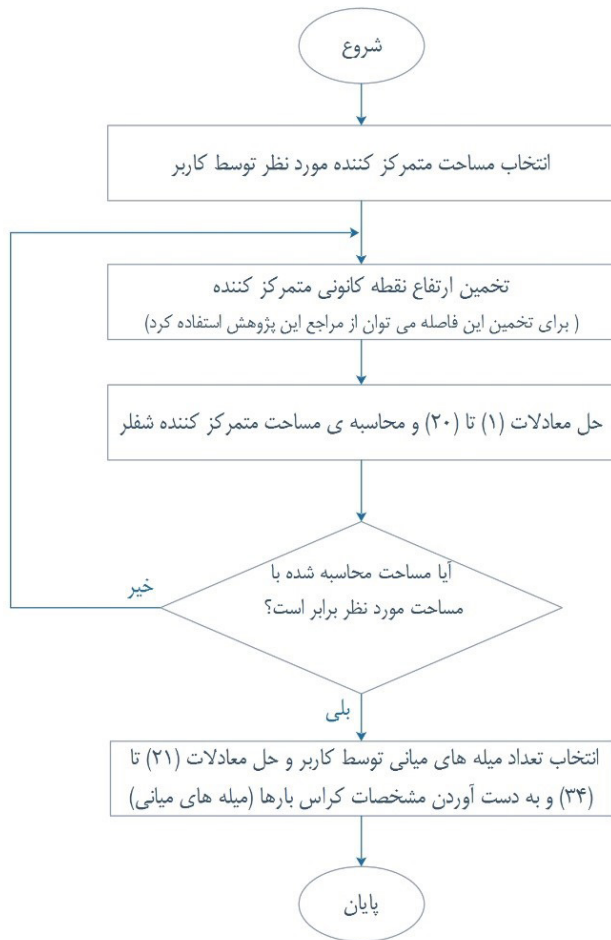 شروع
انتخاب مساحت متمرکز کننده مورد نظر توسط کاربر
تخمین ارتفاع نقطه کانونی متمرکز کننده
( برای تخمین این فاصله می توان از مراجع این پژوهش استفاده کرد)
حل معادلات (۱) تا (۲۰) و محاسبه ی مساحت متمرکز کننده شفلر
آیا مساحت محاسبه شده با
مساحت مورد نظر برابر است؟
خیر
بلی
انتخاب تعداد میله های میانی توسط کاربر و حل معادلات (۲۱) تا
(۳۴) و به دست آوردن مشخصات کراس بارها (میله های میانی)
پایان